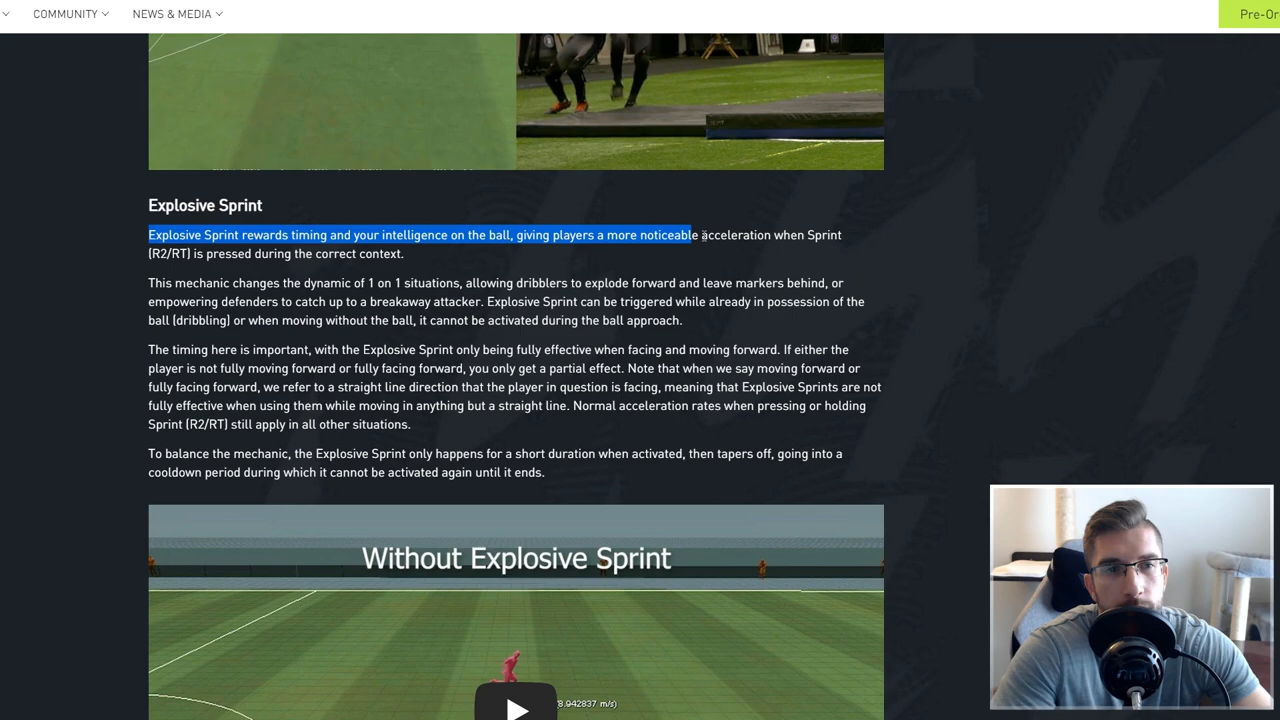 COMMUNITY NEWS & MEDIA
Explosive Sprint
Explosive Sprint rewards timing and your intelligence on the ball, giving players a more noticeable acceleration when Sprint
(R2/RT) is pressed during the correct context.
This mechanic changes the dynamic of 1 on 1 situations, allowing dribblers to explode forward and leave markers behind, or
empowering defenders to catch up to a breakaway attacker. Explosive Sprint can be triggered while already in possession of the
ball (dribbling) or when moving without the ball, it cannot be activated during the ball approach.
The timing here is important, with the Explosive Sprint only being fully effective when facing and moving forward. If either the
player is not fully moving forward or fully facing forward, you only get a partial effect. Note that when we say moving forward or
fully facing forward, we refer to a straight line direction that the player in question is facing, meaning that Explosive Sprints are not
fully effective when using them while moving in anything but a straight line. Normal acceleration rates when pressing or holding
Sprint (R2/RT) still apply in all other situations.
To balance the mechanic, the Explosive Sprint only happens for a short duration when activated, then tapers off, going into a
cooldown period during which it cannot be activated again until it ends.
Without Explosive Sprint
8.942837 m/s)